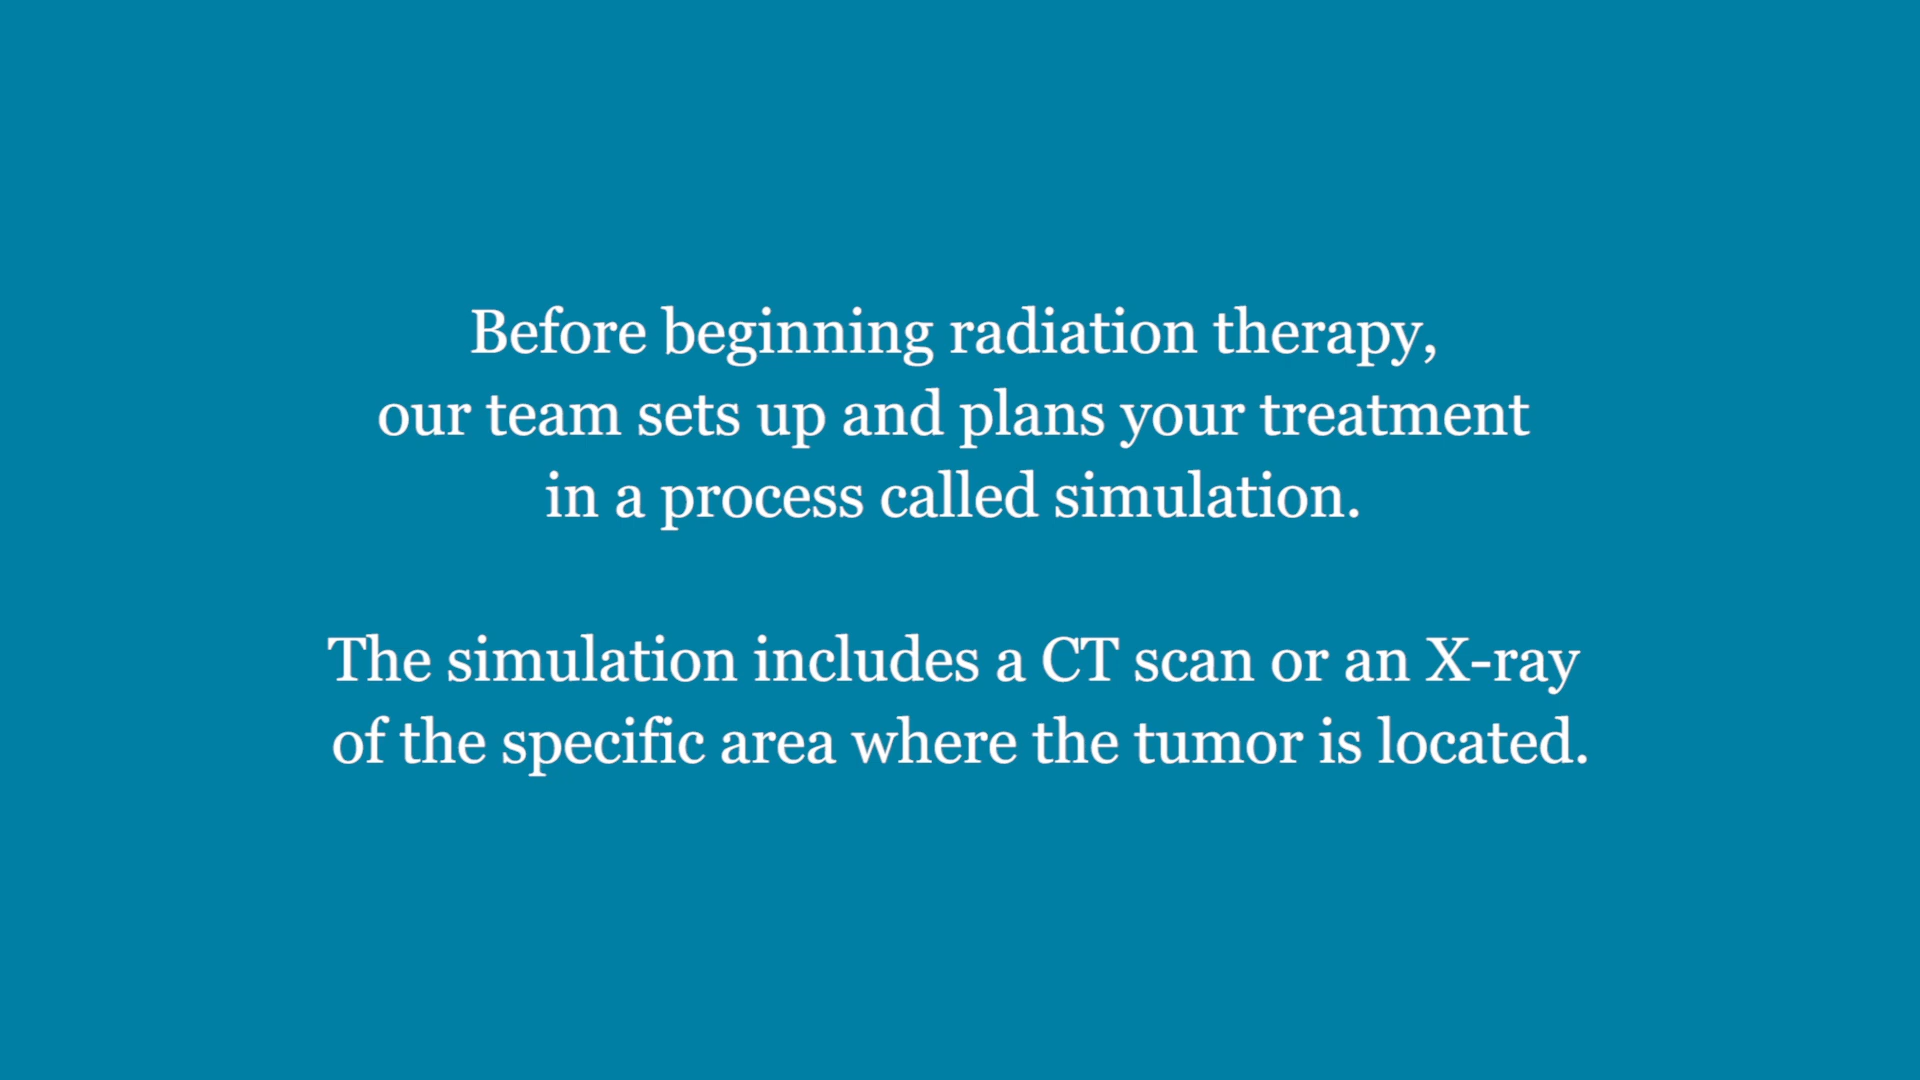 Before beginning radiation therapy,
our team sets up and plans your treatment
in a process called simulation.
The simulation includes a CT scan or an X-ray
of the specific area where the tumor is located.